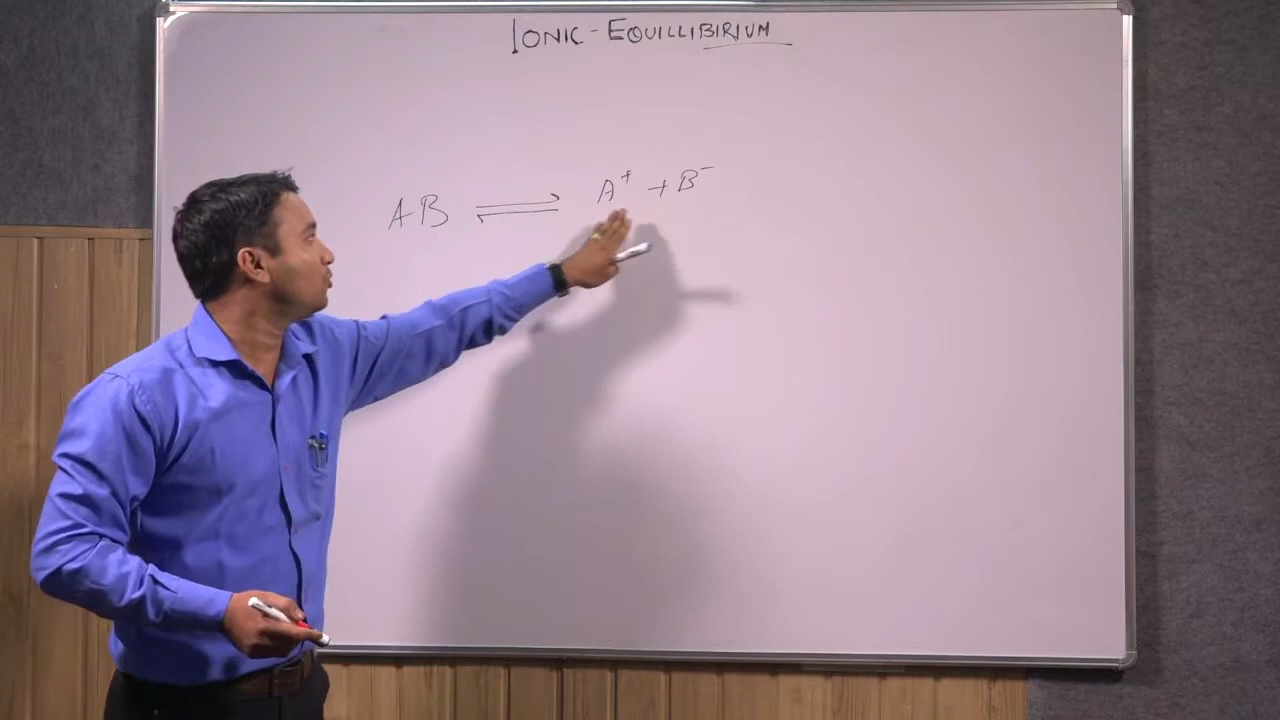 IONIC-EQUILLIBIRIUM
AB ⇌ A⁺ + B⁻